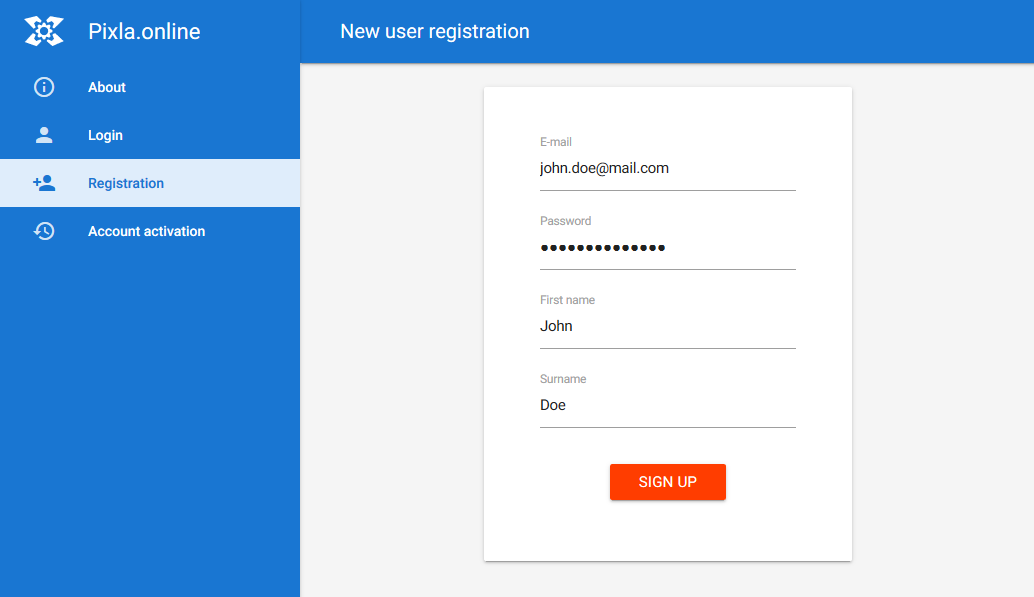 Pixla.online
About
Login
Registration
Account activation
New user registration
E-mail
john.doe@mail.com
Password
••••••••••••••
First name
John
Surname
Doe
SIGN UP